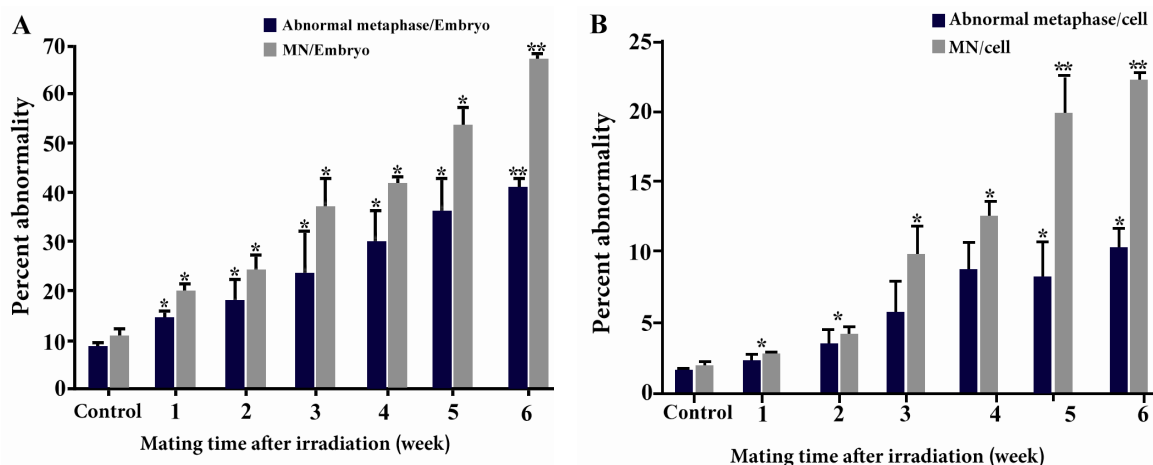 A
Abnormal metaphase/Embryo
MN/Embryo
Percent abnormality
70
60
50
40
30
20
10
0
* * * * * * * * * * ** **
Control 1 2 3 4 5 6
Mating time after irradiation (week)
B
Abnormal metaphase/cell
MN/cell
Percent abnormality
25
20
15
10
5
0
* * * * * ** * **
Control 1 2 3 4 5 6
Mating time after irradiation (week)